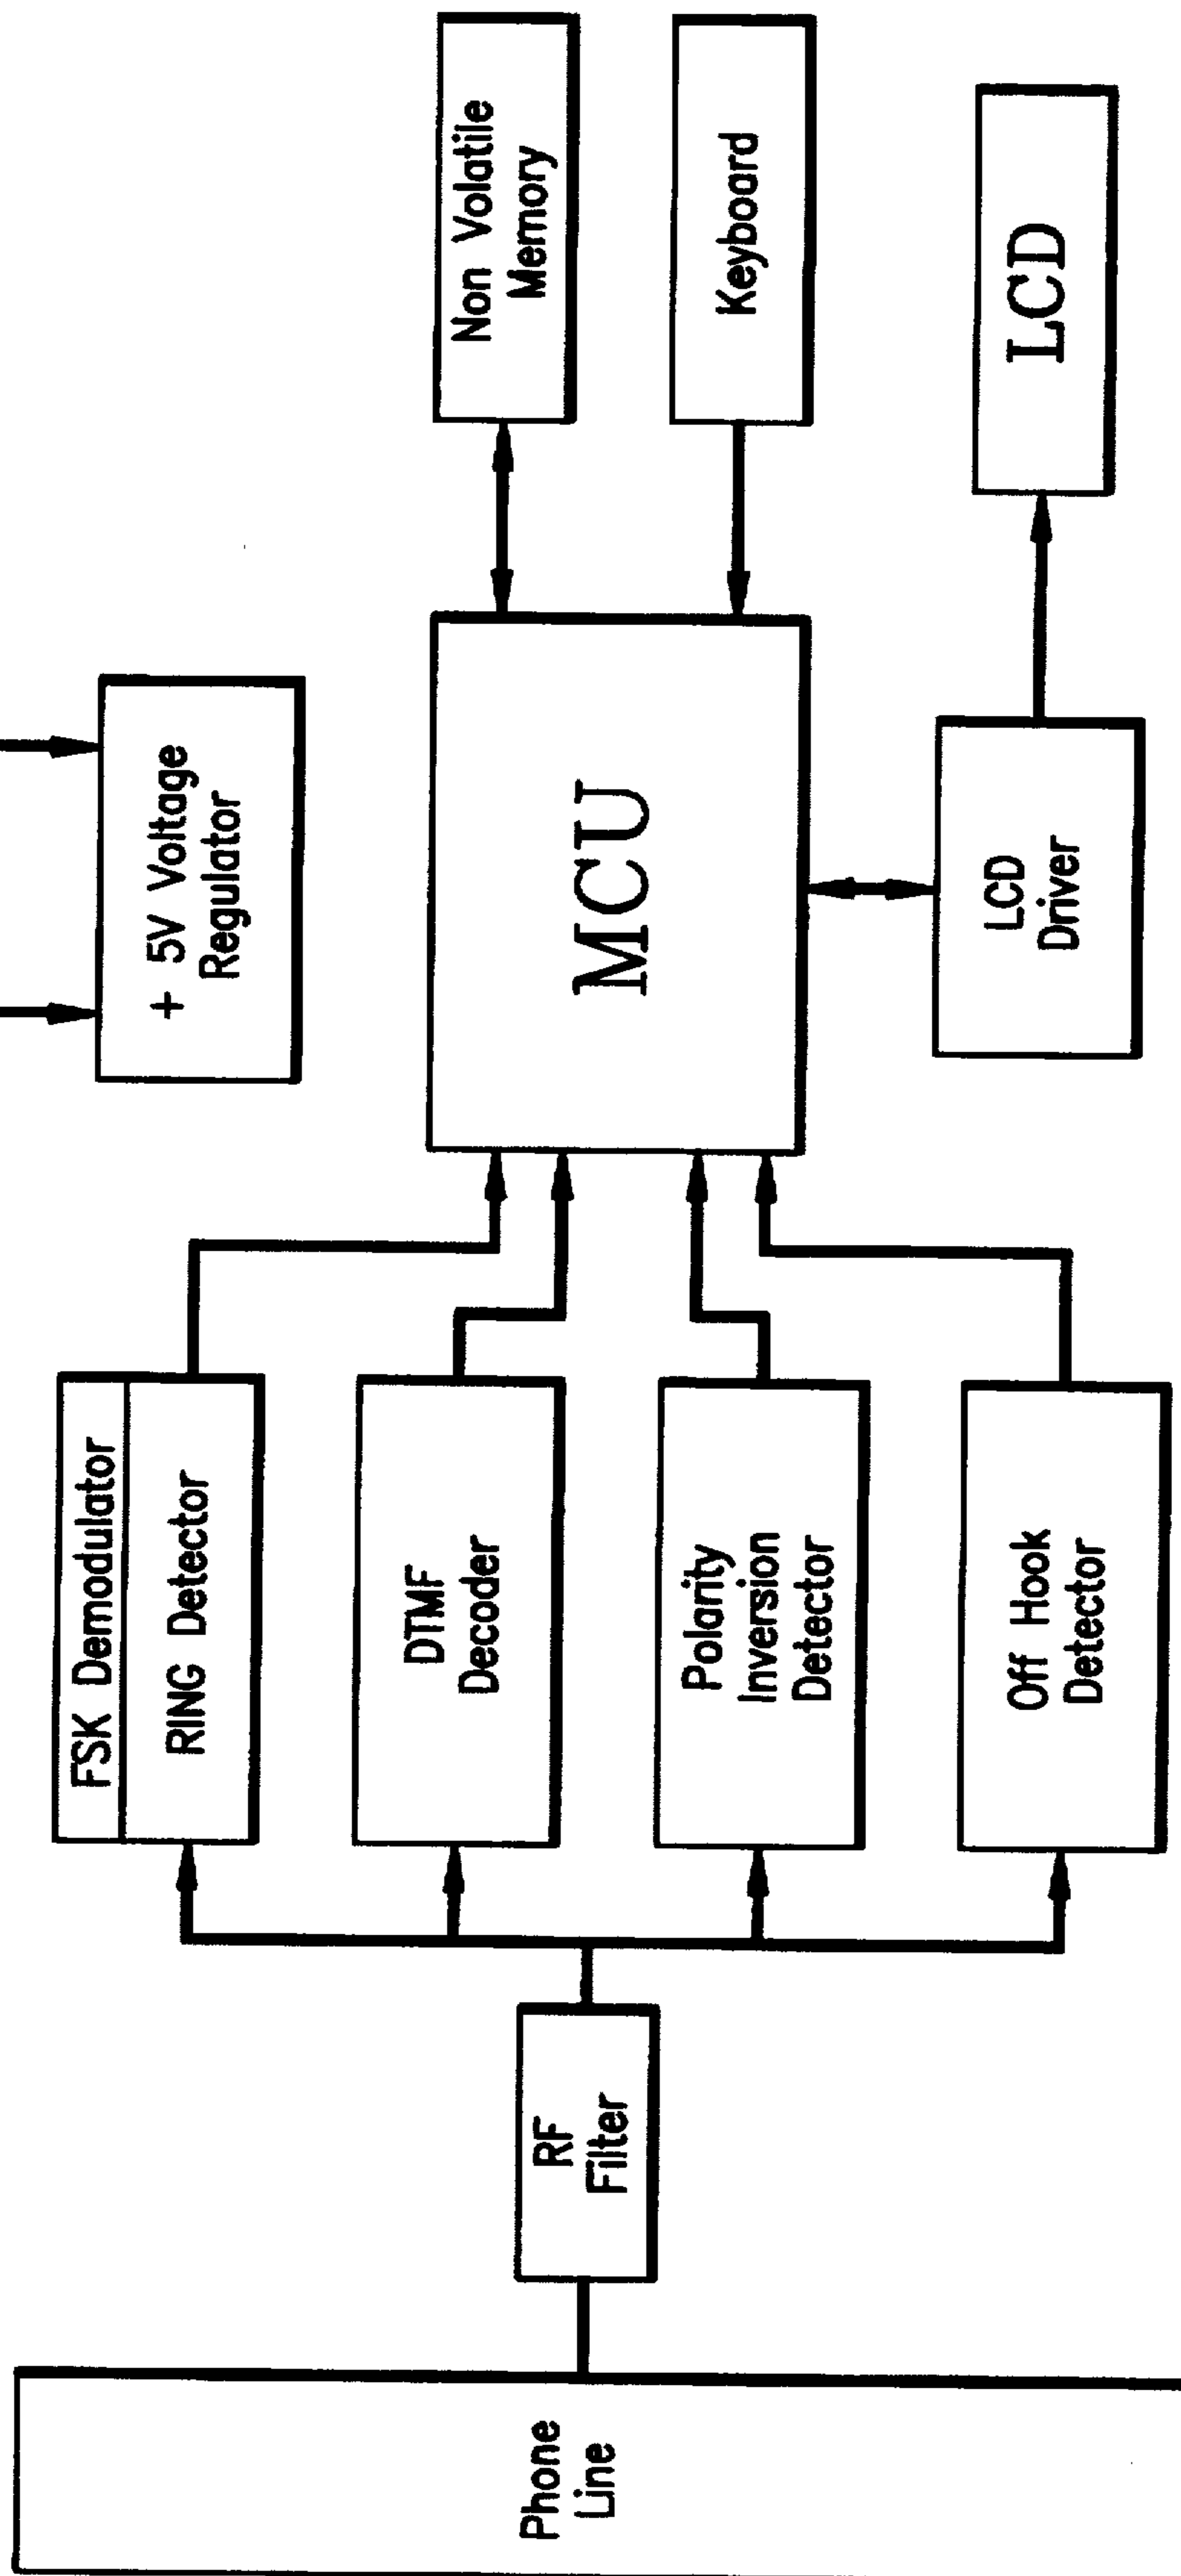 Phone
Line
RF
Filter
FSK Demodulator
RING Detector
DTMF
Decoder
Polarity
Inversion
Detector
Off Hook
Detector
+ 5V Voltage
Regulator
MCU
LCD
Driver
Non Volatile
Memory
Keyboard
LCD